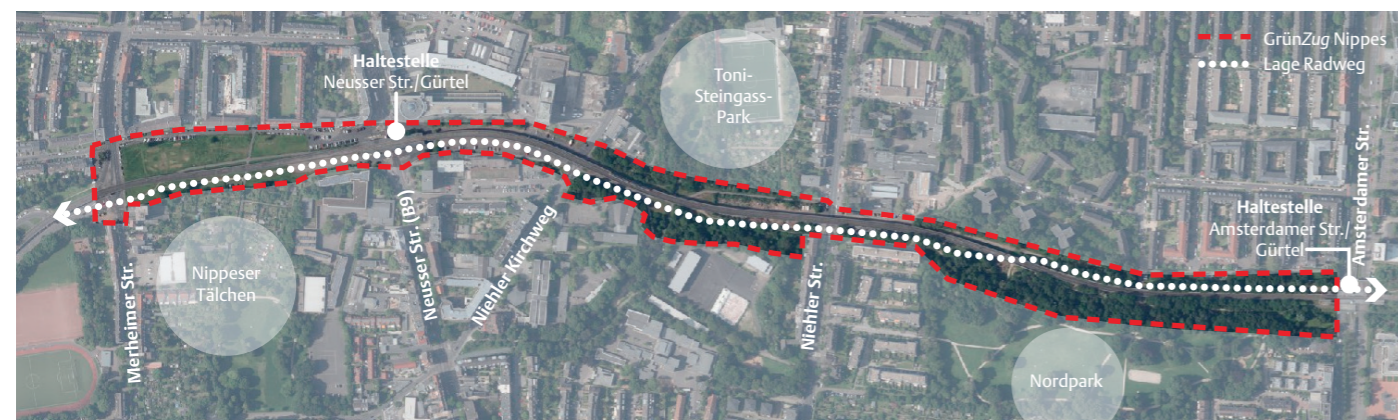 GrünZug Nippes
Lage Radweg
Haltestelle
Neusser Str./Gürtel
Toni-
Steingass-
Park
Haltestelle
Amsterdamer Str./
Gürtel
Amsterdamer Str.
Nippeser
Tälchen
Merheimer Str.
Neusser Str. (B9)
Niehler Kirchweg
Niehler Str.
Nordpark